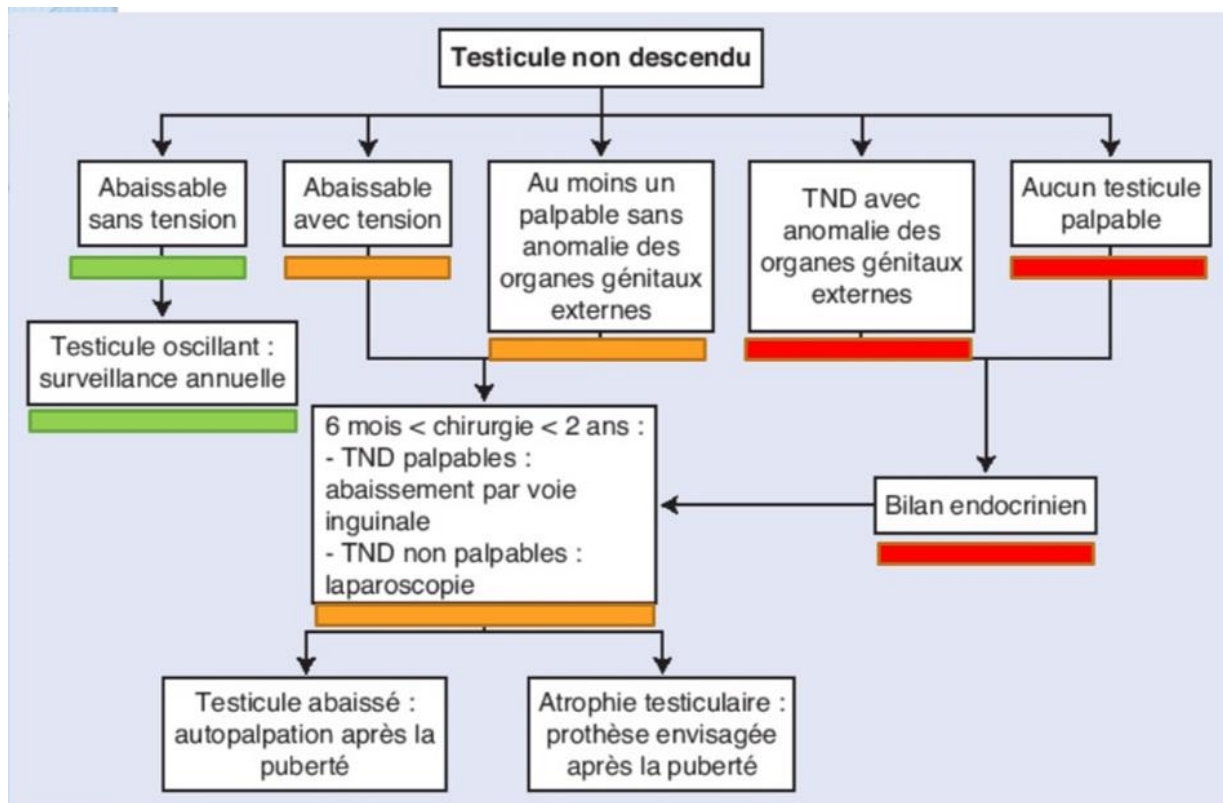 Testicule non descendu
Abaissable
sans tension
Abaissable
avec tension
Au moins un
palpable sans
anomalie des
organes génitaux
externes
TND avec
anomalie des
organes génitaux
externes
Aucun testicule
palpable
Testicule oscillant :
surveillance annuelle
6 mois < chirurgie < 2 ans :
- TND palpables :
abaissement par voie
inguinale
- TND non palpables :
laparoscopie
Bilan endocrinien
Testicule abaissé :
autopalpation après la
puberté
Atrophie testiculaire :
prothèse envisagée
après la puberté